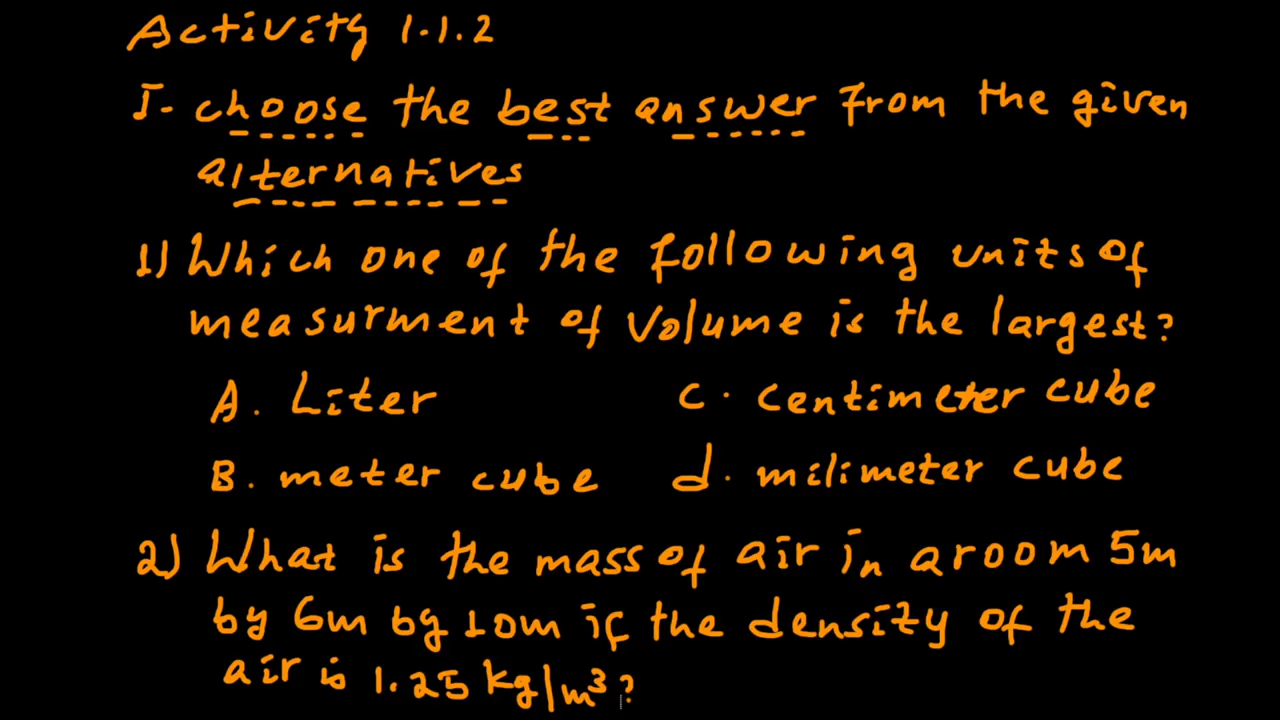 Activity 1.1.2
I- choose the best answer from the given
alternatives
1) Which one of the following units of
measurment of volume is the largest?
A. Liter
C. centimeter cube
B. meter cube
d. milimeter cube
2) What is the mass of air in a room 5m
by 6m by 10m if the density of the
air is 1.25 kg/m³?